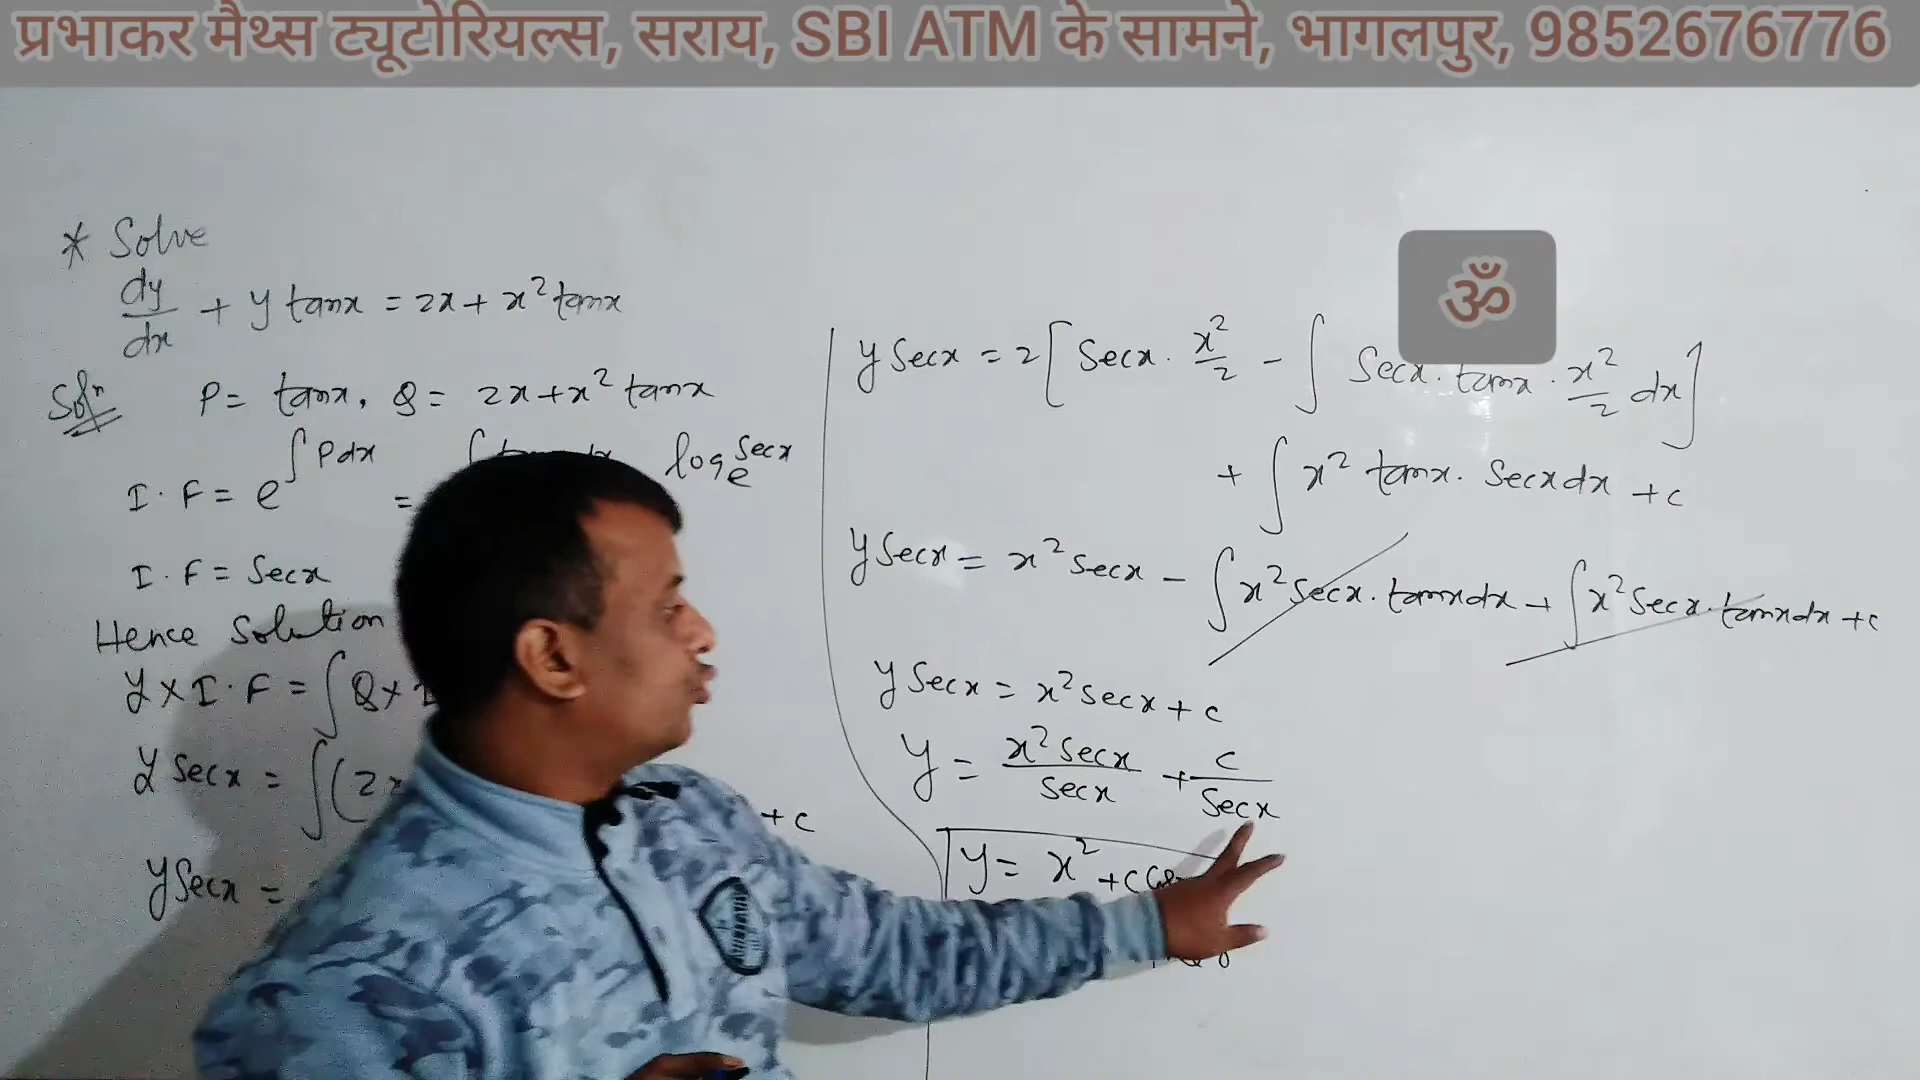 प्रभाकर मैथ्स ट्यूटोरियल्स, सराय, SBI ATM के सामने, भागलपुर, 9852676776
ॐ
* Solve
dy/dx + y tanx = 2x + x² tanx
Solⁿ P = tanx, Q = 2x + x² tanx
I.F = e^∫Pdx = logₑ Secx
I.F = Secx
Hence Solution
y × I.F = ∫Q×
y Secx = ∫(2x + c
y Secx =
y Secx = 2[Secx . x²/2 - ∫ Secx . tanx . x²/2 dx]
+ ∫ x² tanx . Secx dx + c
y Secx = x² Secx - ∫x² Secx . tanx dx + ∫x² Secx . tanx dx + c
y Secx = x² Secx + c
y = x² Secx/Secx + c/Secx
y = x² + c